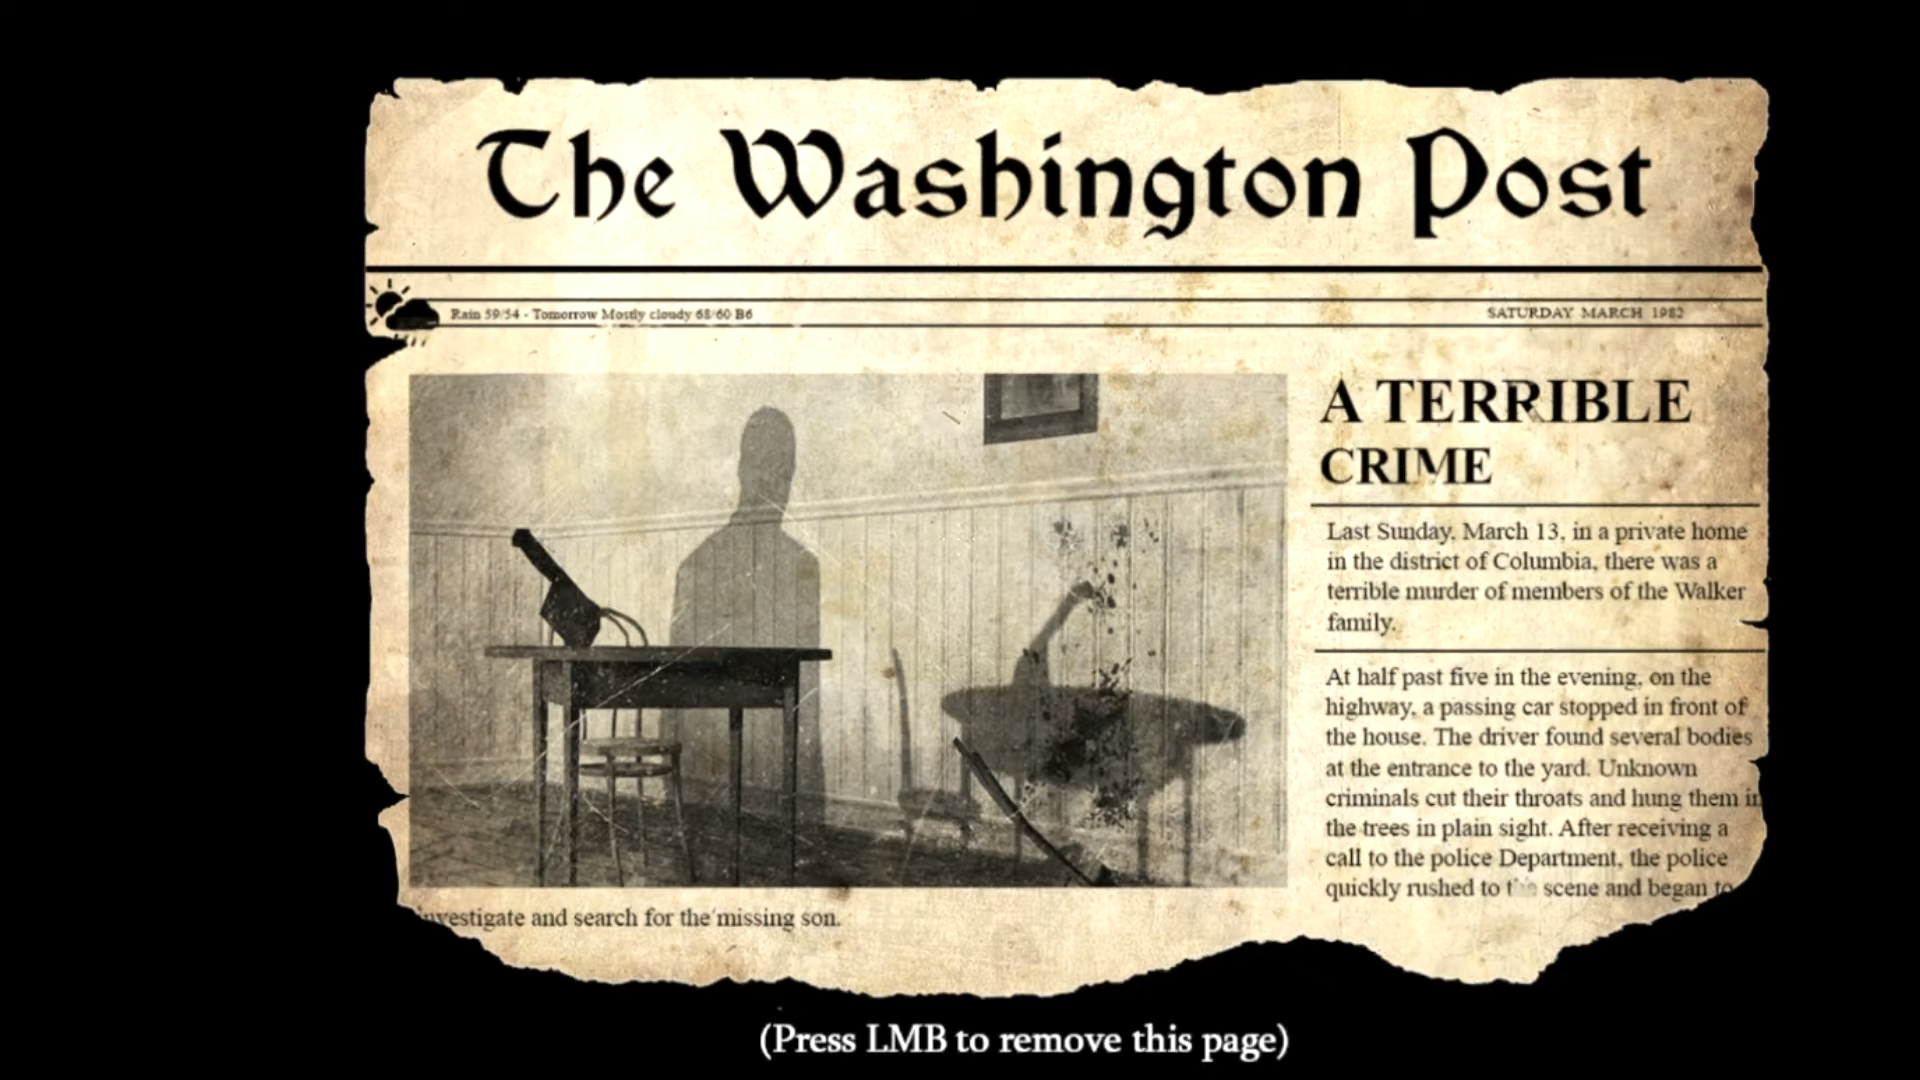 The Washington Post
Rain 59/54 - Tomorrow Mostly cloudy 68/60 B6
SATURDAY MARCH 1982
A TERRIBLE
CRIME
Last Sunday, March 13, in a private home
in the district of Columbia, there was a
terrible murder of members of the Walker
family.
At half past five in the evening, on the
highway, a passing car stopped in front of
the house. The driver found several bodies
at the entrance to the yard. Unknown
criminals cut their throats and hung them in
the trees in plain sight. After receiving a
call to the police Department, the police
quickly rushed to the scene and began to
investigate and search for the missing son.
(Press LMB to remove this page)